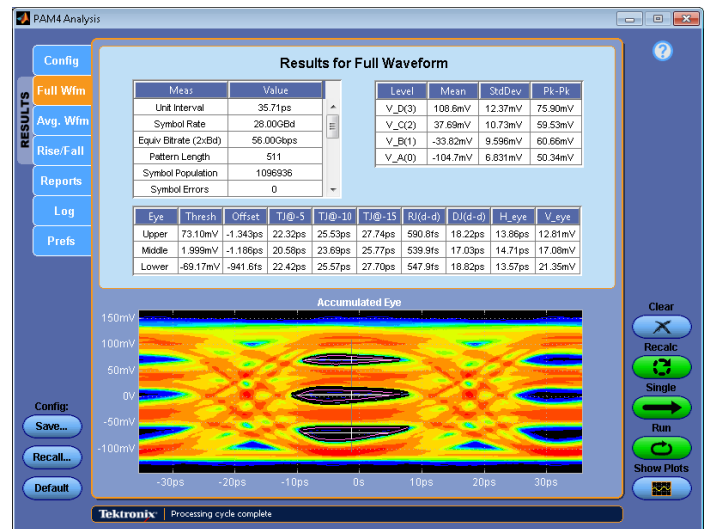 PAM4 Analysis
RESULTS
Config
Full Wfm
Avg. Wfm
Rise/Fall
Reports
Log
Prefs
Results for Full Waveform
Meas Value
Unit Interval 35.71ps
Symbol Rate 28.00GBd
Equiv Bitrate (2xBd) 56.00Gbps
Pattern Length 511
Symbol Population 1096936
Symbol Errors 0
Level Mean StdDev Pk-Pk
V_D(3) 108.6mV 12.37mV 75.90mV
V_C(2) 37.69mV 10.73mV 59.53mV
V_B(1) -33.82mV 9.596mV 60.66mV
V_A(0) -104.7mV 6.831mV 50.34mV
Eye Thresh Offset TJ@-5 TJ@-10 TJ@-15 RJ(d-d) DJ(d-d) H_eye V_eye
Upper 73.10mV -1.343ps 22.32ps 25.53ps 27.74ps 590.8fs 18.22ps 13.86ps 12.81mV
Middle 1.999mV -1.186ps 20.58ps 23.69ps 25.77ps 539.9fs 17.03ps 14.71ps 17.08mV
Lower -69.17mV -941.6fs 22.42ps 25.57ps 27.70ps 547.9fs 18.82ps 13.57ps 21.35mV
Accumulated Eye
150mV
100mV
50mV
0V
-50mV
-100mV
-30ps -20ps -10ps 0s 10ps 20ps 30ps
Config:
Save...
Recall...
Default
Clear
Recalc
Single
Run
Show Plots
Tektronix Processing cycle complete